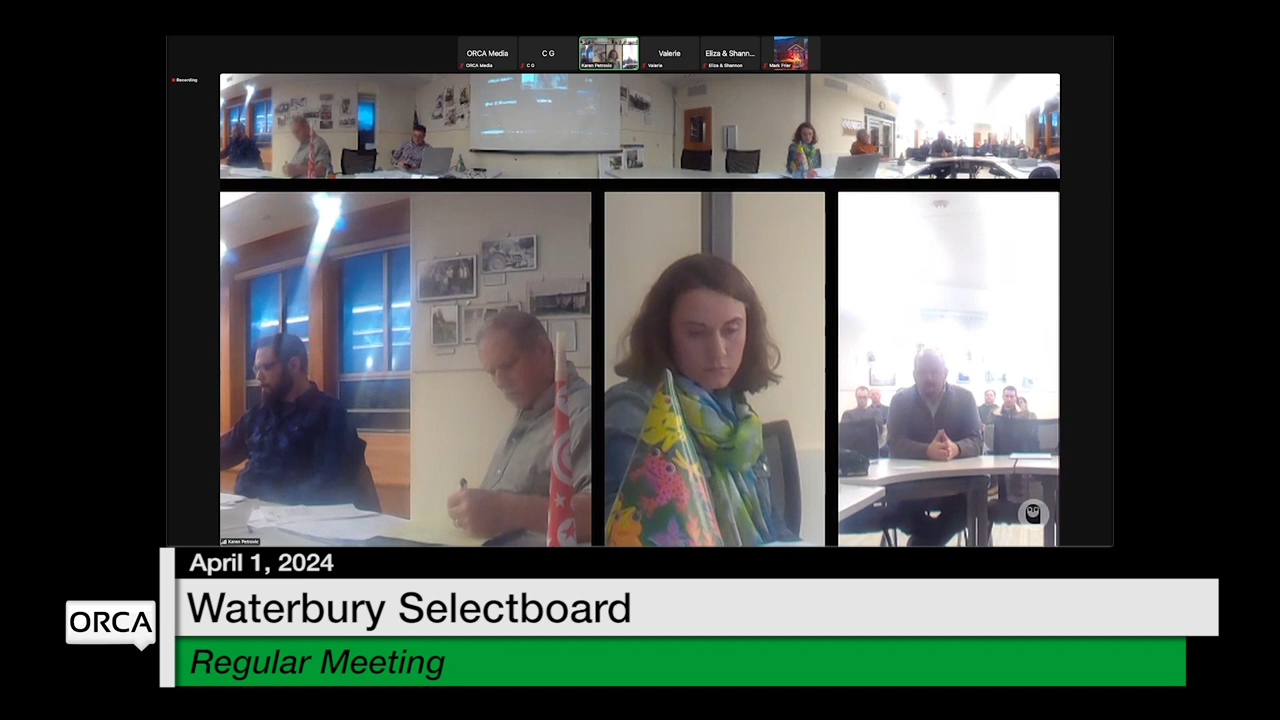 ORCA Media
C G
Valerie
Eliza & Shann...
ORCA Media
C G
Karen Petrovic
Valerie
Eliza & Shannon
Mark Frier
Recording
Karen Petrovic
April 1, 2024
Waterbury Selectboard
ORCA
Regular Meeting